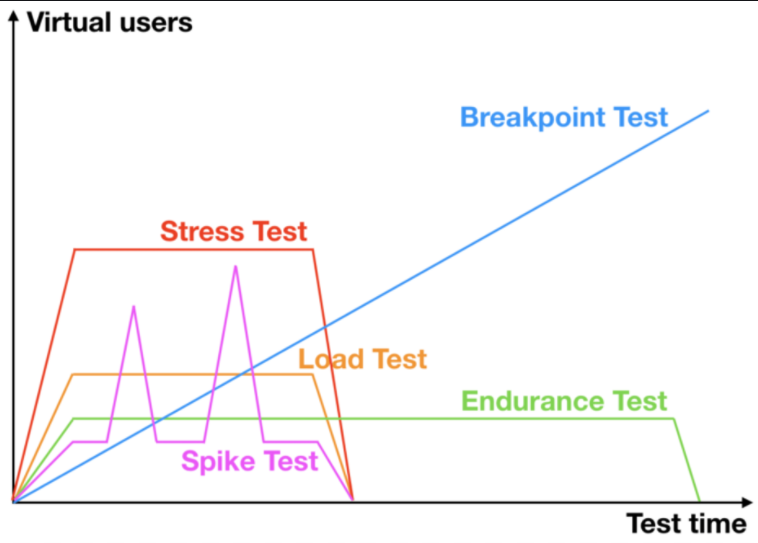 Virtual users
Breakpoint Test
Stress Test
Load Test
Endurance Test
Spike Test
Test time